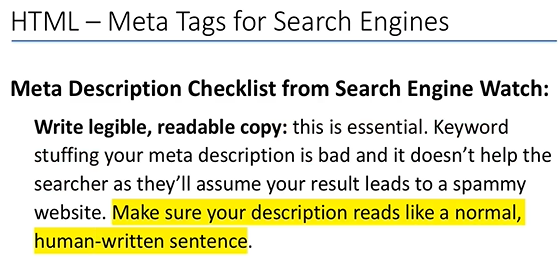 HTML – Meta Tags for Search Engines
Meta Description Checklist from Search Engine Watch:
Write legible, readable copy: this is essential. Keyword
stuffing your meta description is bad and it doesn’t help the
searcher as they’ll assume your result leads to a spammy
website. Make sure your description reads like a normal,
human-written sentence.